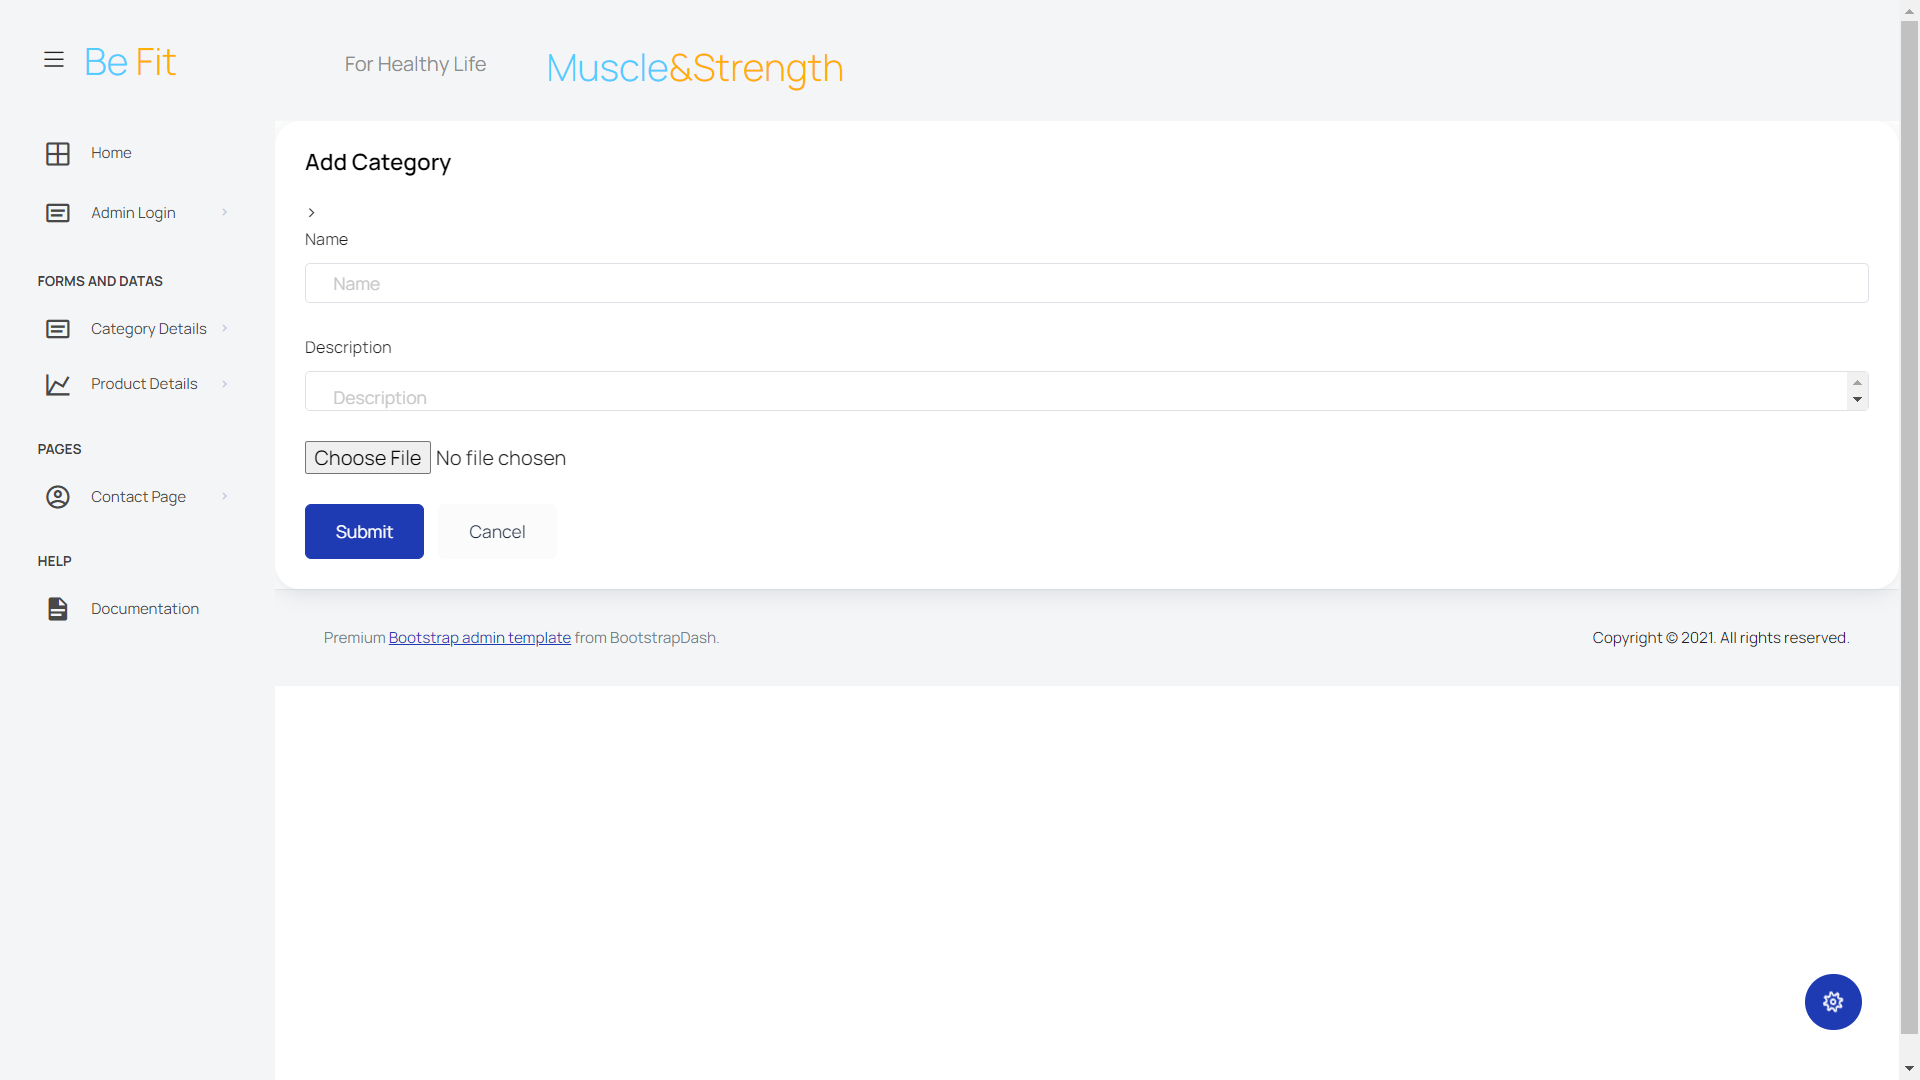 Be Fit
For Healthy Life
Muscle&Strength
Home
Admin Login
FORMS AND DATAS
Category Details
Product Details
PAGES
Contact Page
HELP
Documentation
Add Category
>
Name
Name
Description
Description
Choose File No file chosen
Submit Cancel
Premium Bootstrap admin template from BootstrapDash.
Copyright © 2021. All rights reserved.